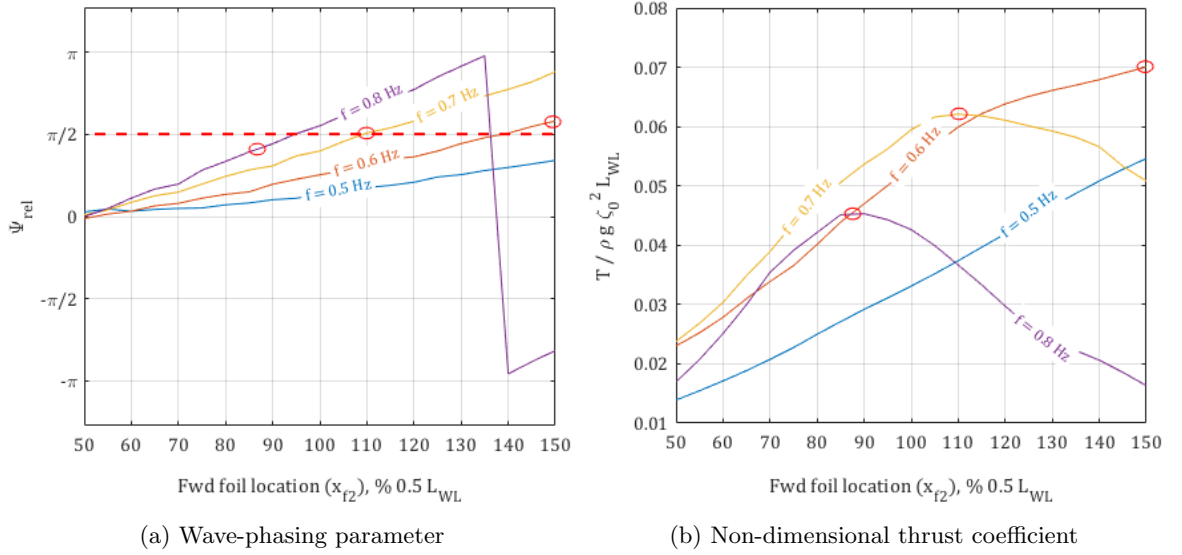 π
π/2
0
-π/2
-π
Ψ_rel
f = 0.8 Hz
f = 0.7 Hz
f = 0.6 Hz
f = 0.5 Hz
50 60 70 80 90 100 110 120 130 140 150
Fwd foil location (x_f2), % 0.5 L_WL
(a) Wave-phasing parameter
0.08
0.07
0.06
0.05
0.04
0.03
0.02
0.01
T / ρ g ζ_0^2 L_WL
f = 0.7 Hz
f = 0.6 Hz
f = 0.5 Hz
f = 0.8 Hz
50 60 70 80 90 100 110 120 130 140 150
Fwd foil location (x_f2), % 0.5 L_WL
(b) Non-dimensional thrust coefficient